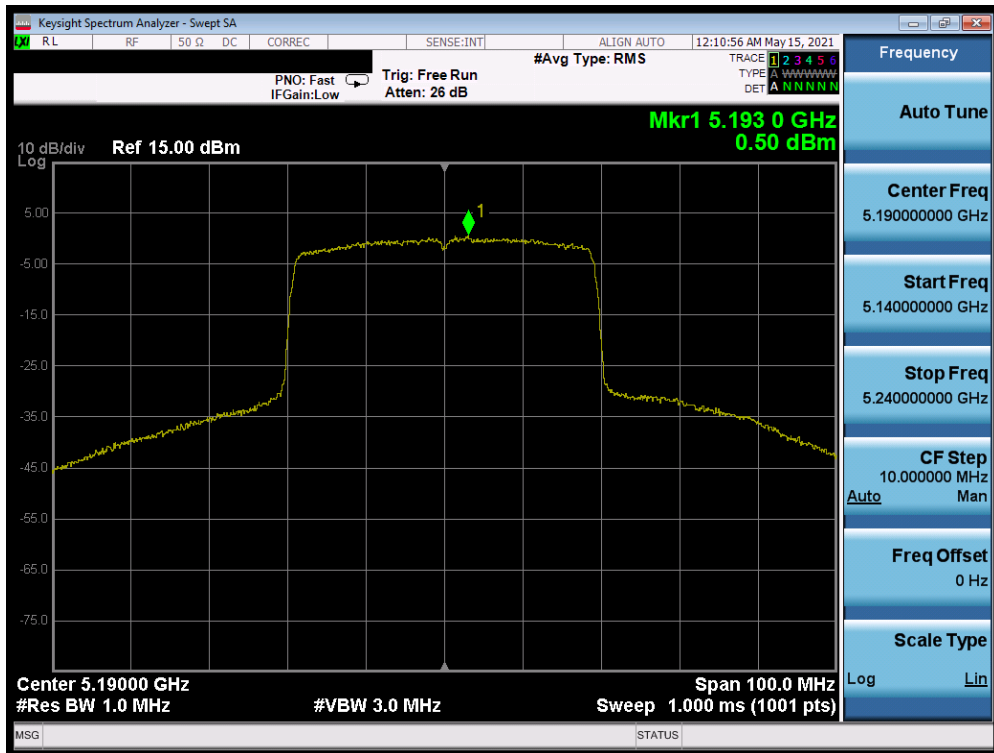 Keysight Spectrum Analyzer - Swept SA
LXI RL RF 50 Ω DC CORREC SENSE:INT ALIGN AUTO 12:10:56 AM May 15, 2021
PNO: Fast
IFGain:Low
Trig: Free Run
Atten: 26 dB
#Avg Type: RMS
TRACE 1 2 3 4 5 6
TYPE A WWWWW
DET A N N N N N
Mkr1 5.193 0 GHz
0.50 dBm
10 dB/div Ref 15.00 dBm
Log
1
5.00
-5.00
-15.0
-25.0
-35.0
-45.0
-55.0
-65.0
-75.0
Center 5.19000 GHz
Span 100.0 MHz
#Res BW 1.0 MHz
#VBW 3.0 MHz
Sweep 1.000 ms (1001 pts)
MSG
STATUS
Frequency
Auto Tune
Center Freq
5.190000000 GHz
Start Freq
5.140000000 GHz
Stop Freq
5.240000000 GHz
CF Step
10.000000 MHz
Auto Man
Freq Offset
0 Hz
Scale Type
Log Lin